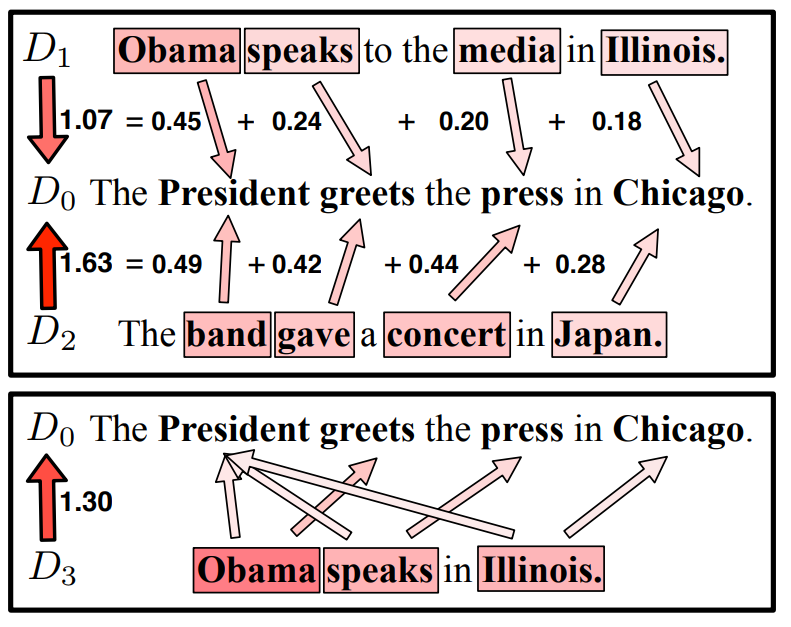 D1 Obama speaks to the media in Illinois.
1.07 = 0.45 + 0.24 + 0.20 + 0.18
D0 The President greets the press in Chicago.
1.63 = 0.49 + 0.42 + 0.44 + 0.28
D2 The band gave a concert in Japan.
D0 The President greets the press in Chicago.
1.30
D3 Obama speaks in Illinois.